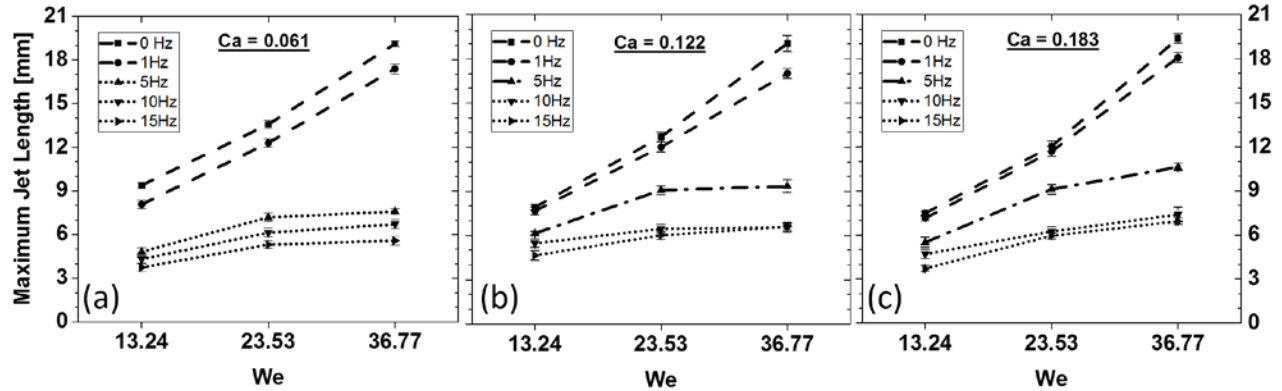 Maximum Jet Length [mm]
21
18
15
12
9
6
3
0
0 Hz
1Hz
5Hz
10Hz
15Hz
Ca = 0.061
(a)
13.24
23.53
36.77
We
0 Hz
1Hz
5Hz
10Hz
15Hz
Ca = 0.122
(b)
13.24
23.53
36.77
We
0 Hz
1Hz
5Hz
10Hz
15Hz
Ca = 0.183
(c)
13.24
23.53
36.77
We
21
18
15
12
9
6
3
0